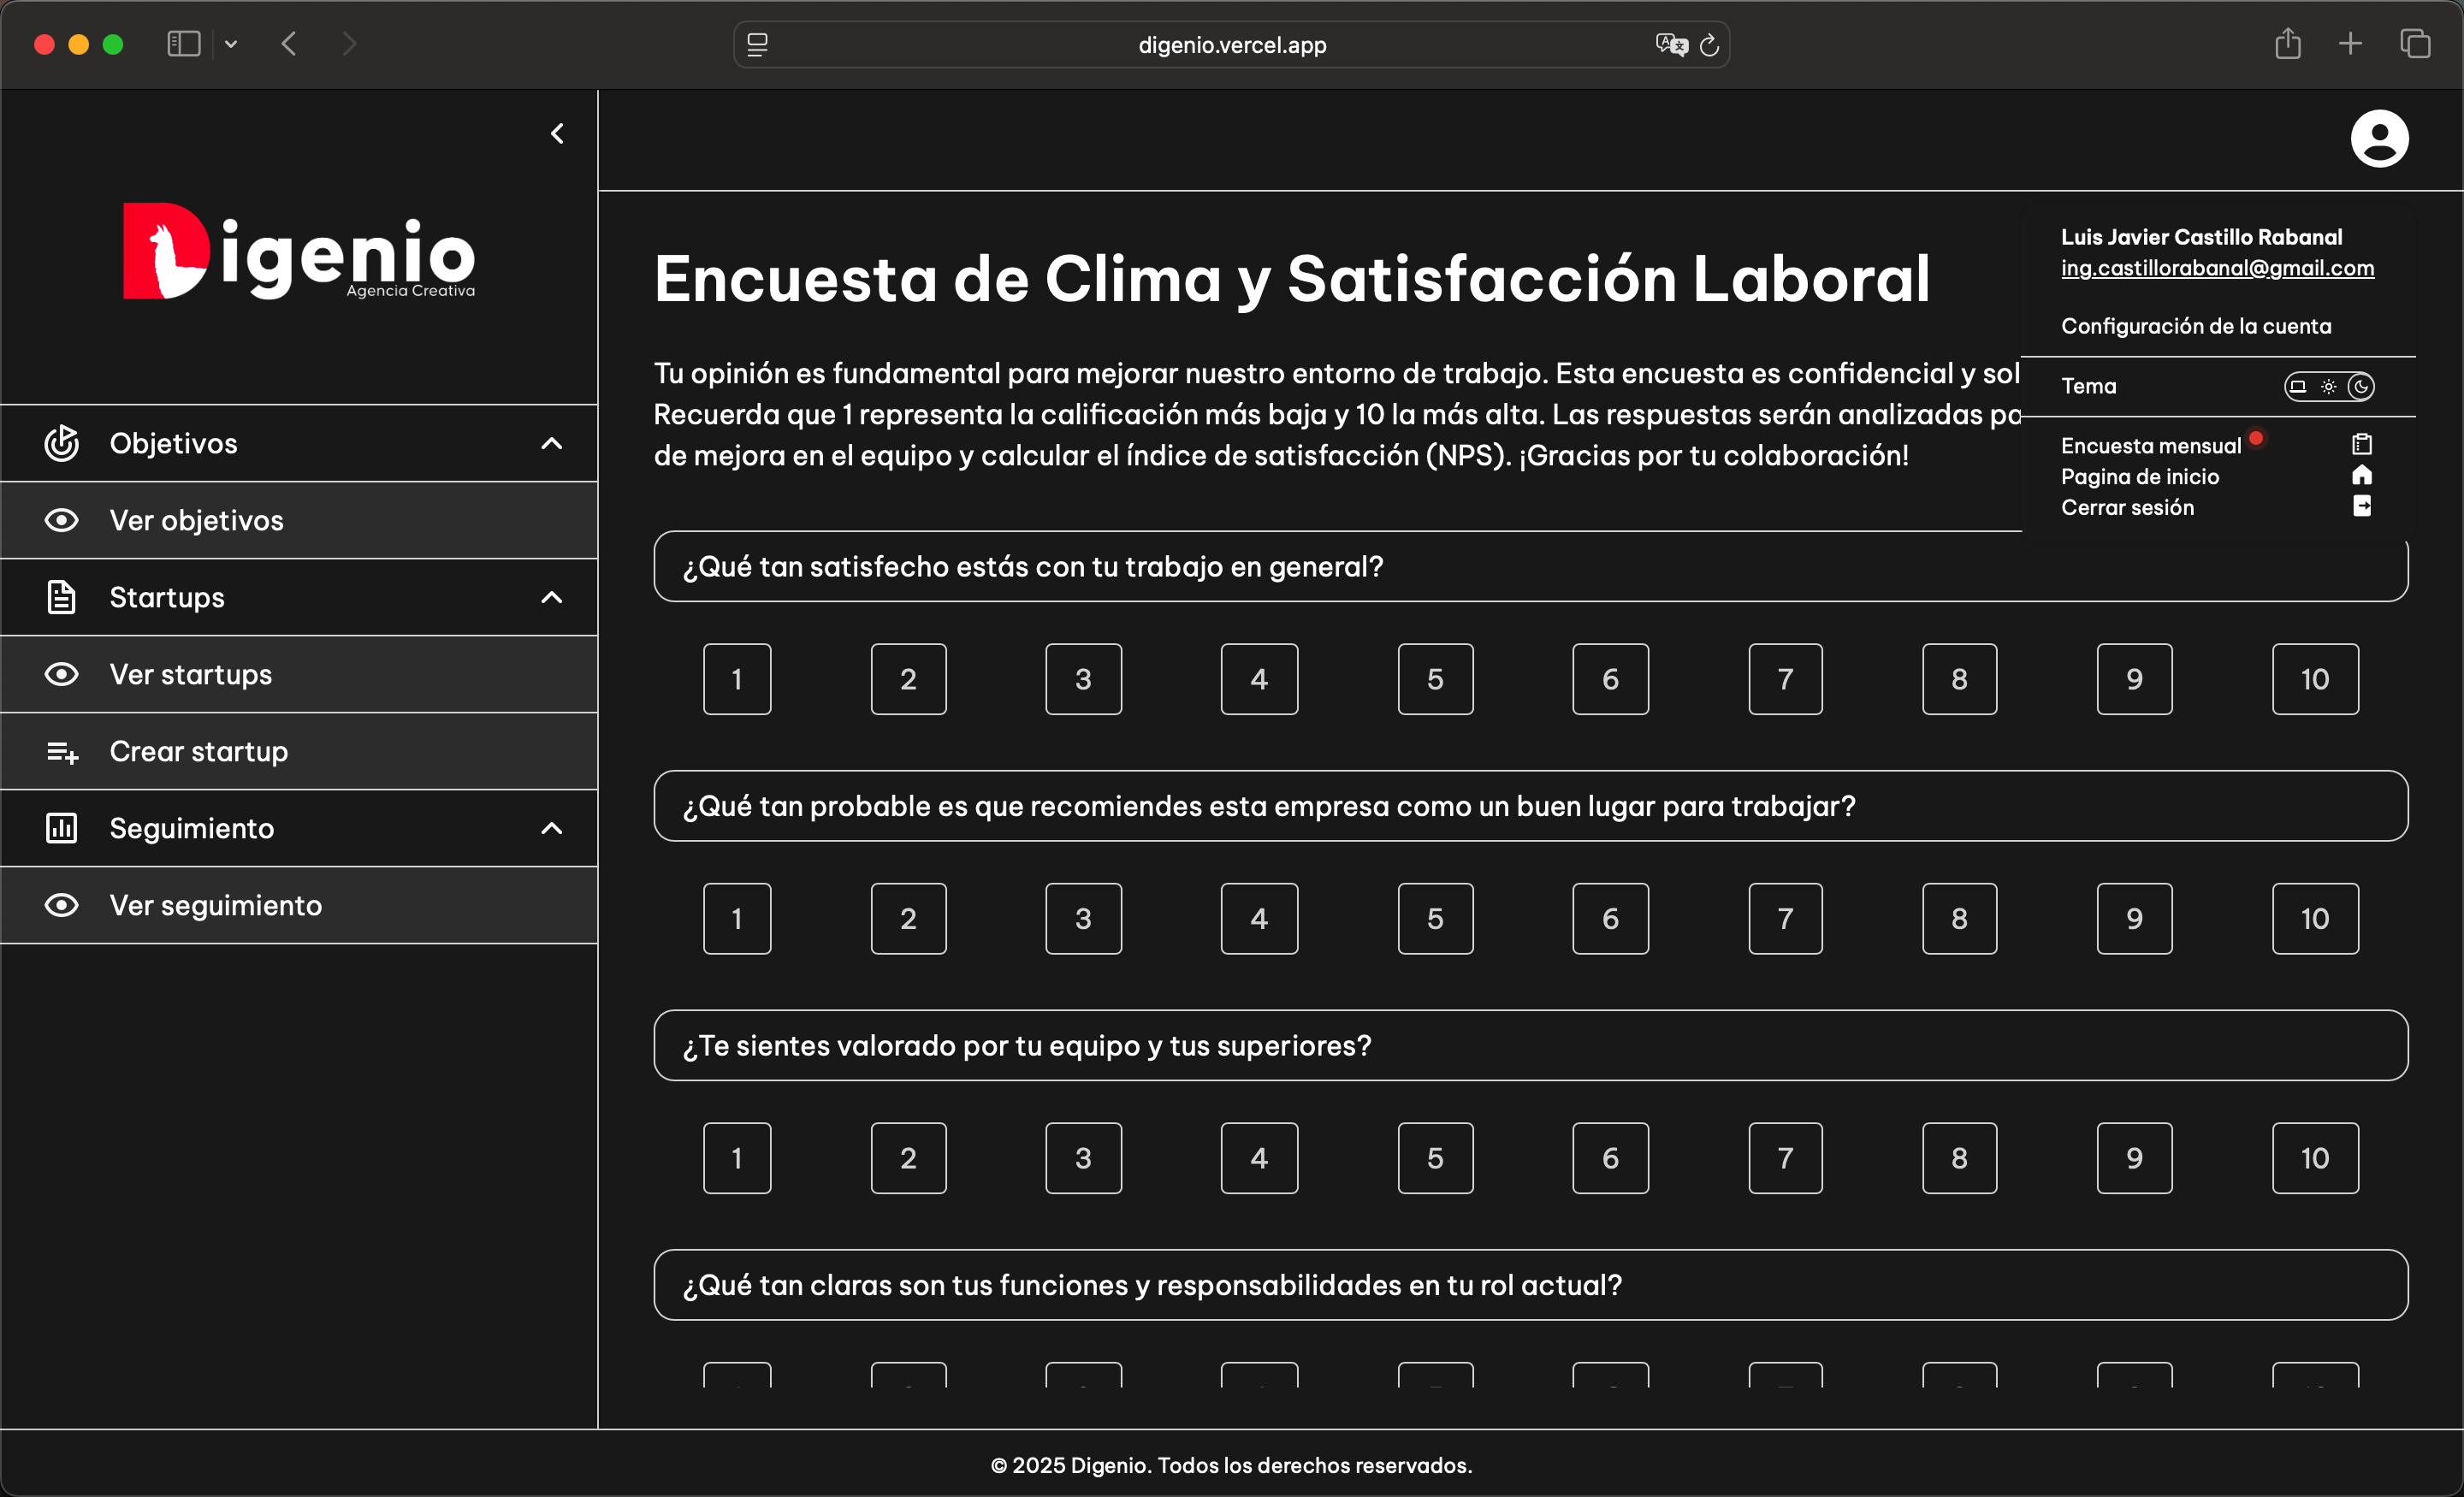 digenio.vercel.app
Digenio
Agencia Creativa
Objetivos
Ver objetivos
Startups
Ver startups
Crear startup
Seguimiento
Ver seguimiento
Encuesta de Clima y Satisfacción Laboral
Tu opinión es fundamental para mejorar nuestro entorno de trabajo. Esta encuesta es confidencial y sol
Recuerda que 1 representa la calificación más baja y 10 la más alta. Las respuestas serán analizadas pa
de mejora en el equipo y calcular el índice de satisfacción (NPS). ¡Gracias por tu colaboración!
Luis Javier Castillo Rabanal
ing.castillorabanal@gmail.com
Configuración de la cuenta
Tema
Encuesta mensual
Pagina de inicio
Cerrar sesión
¿Qué tan satisfecho estás con tu trabajo en general?
1 2 3 4 5 6 7 8 9 10
¿Qué tan probable es que recomiendes esta empresa como un buen lugar para trabajar?
1 2 3 4 5 6 7 8 9 10
¿Te sientes valorado por tu equipo y tus superiores?
1 2 3 4 5 6 7 8 9 10
¿Qué tan claras son tus funciones y responsabilidades en tu rol actual?
© 2025 Digenio. Todos los derechos reservados.